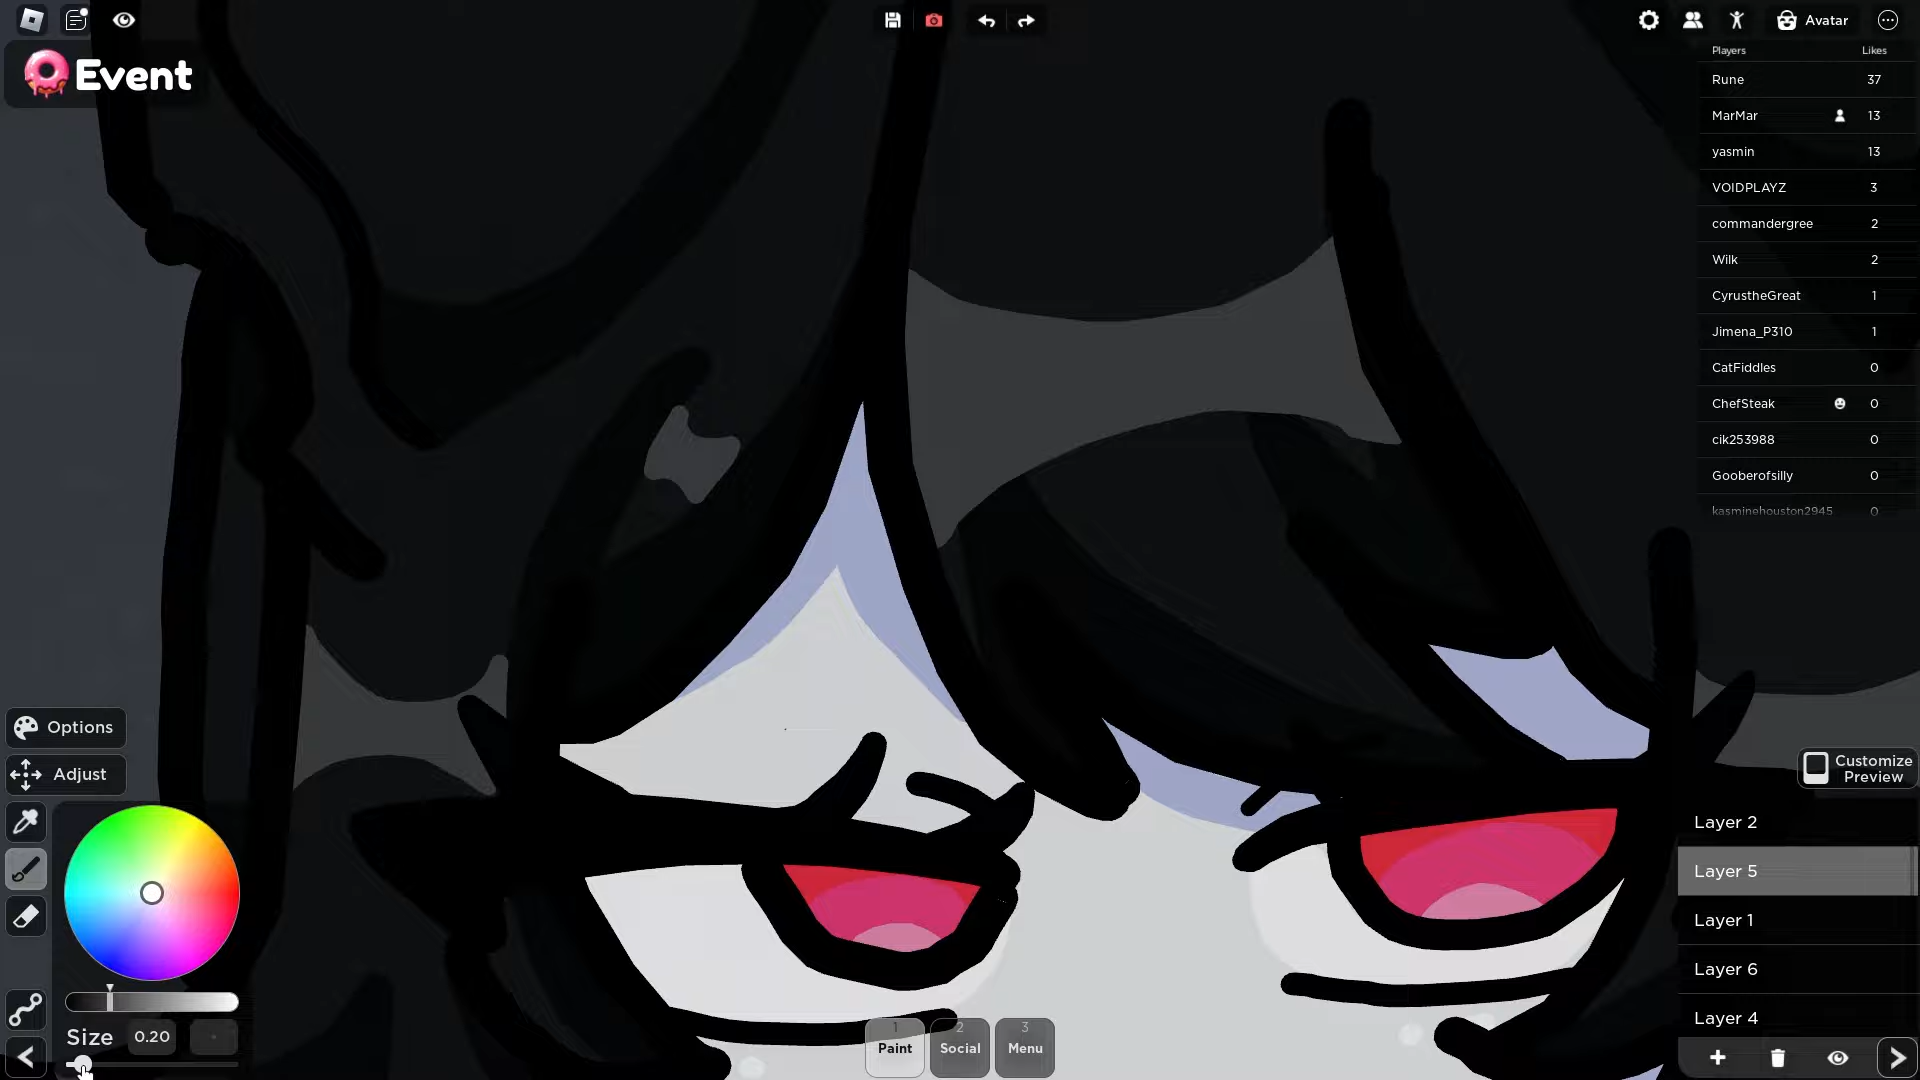 Event
Avatar
Players Likes
Rune 37
MarMar 13
yasmin 13
VOIDPLAYZ 3
commandergree 2
Wilk 2
CyrustheGreat 1
Jimena_P310 1
CatFiddles 0
ChefSteak 0
cik253988 0
Gooberofsilly 0
kasminehouston2945 0
Options
Adjust
Customize
Preview
Layer 2
Layer 5
Layer 1
Layer 6
Layer 4
Size 0.20
1 2 3
Paint Social Menu